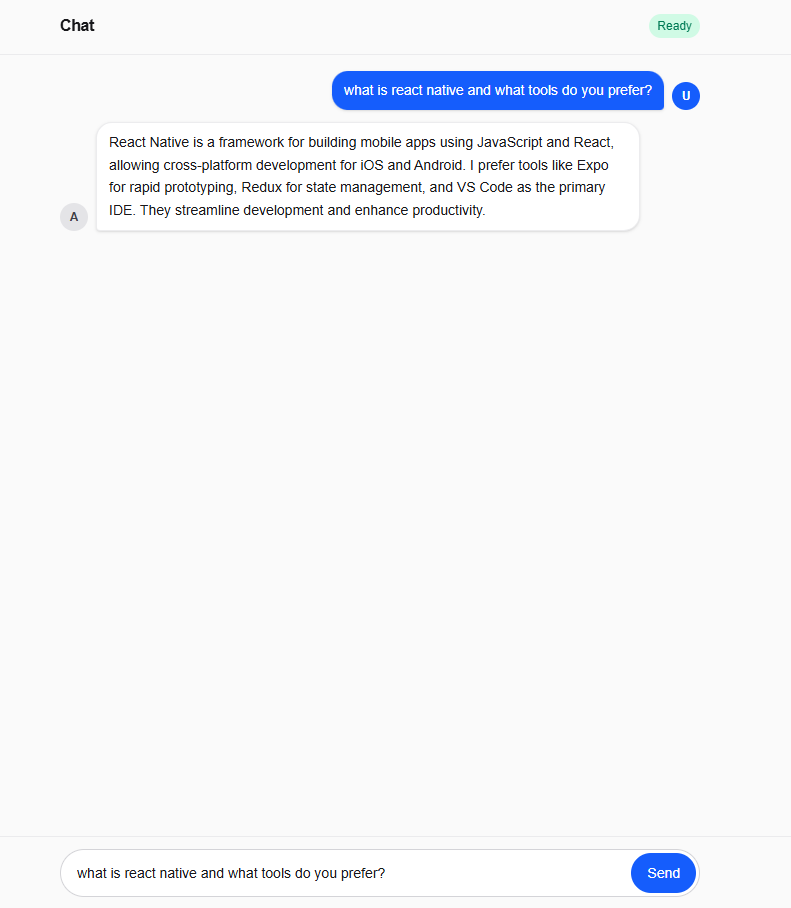 Chat
Ready
what is react native and what tools do you prefer?
U
React Native is a framework for building mobile apps using JavaScript and React,
allowing cross-platform development for iOS and Android. I prefer tools like Expo
for rapid prototyping, Redux for state management, and VS Code as the primary
IDE. They streamline development and enhance productivity.
A
what is react native and what tools do you prefer?
Send